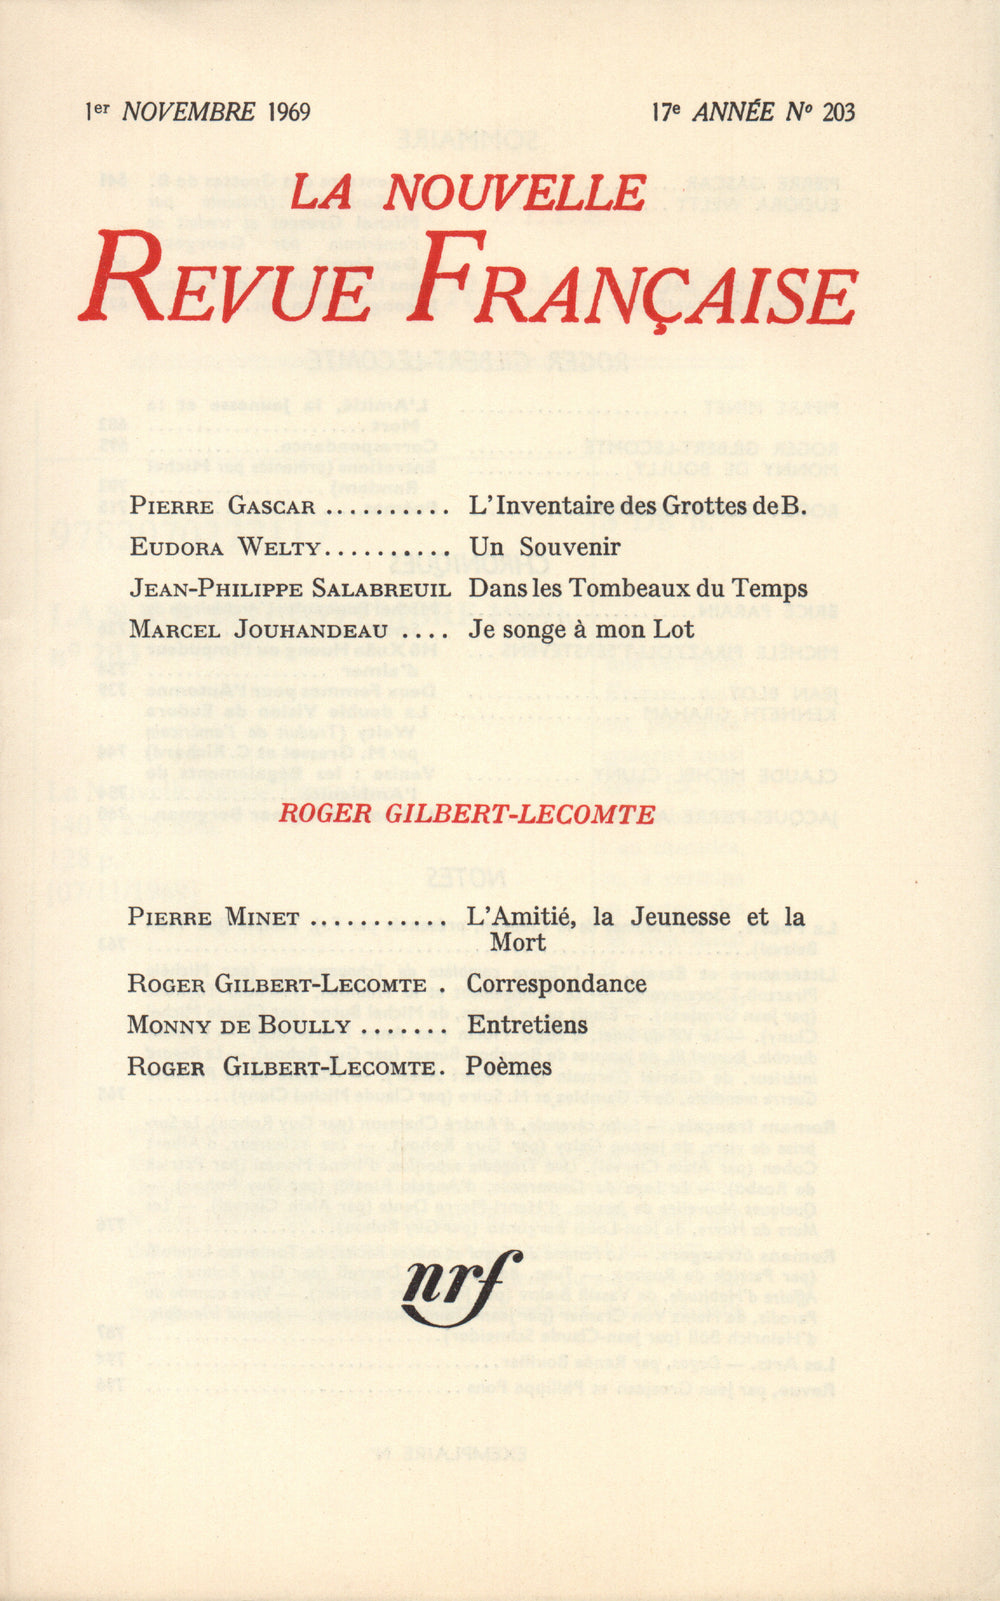 1er NOVEMBRE 1969 17e ANNÉE No 203
LA NOUVELLE
REVUE FRANÇAISE
PIERRE GASCAR .......... L'Inventaire des Grottes de B.
EUDORA WELTY.......... Un Souvenir
JEAN-PHILIPPE SALABREUIL Dans les Tombeaux du Temps
MARCEL JOUHANDEAU .... Je songe à mon Lot
ROGER GILBERT-LECOMTE
PIERRE MINET ........... L'Amitié, la Jeunesse et la
Mort
ROGER GILBERT-LECOMTE . Correspondance
MONNY DE BOULLY ....... Entretiens
ROGER GILBERT-LECOMTE. Poèmes
nrf